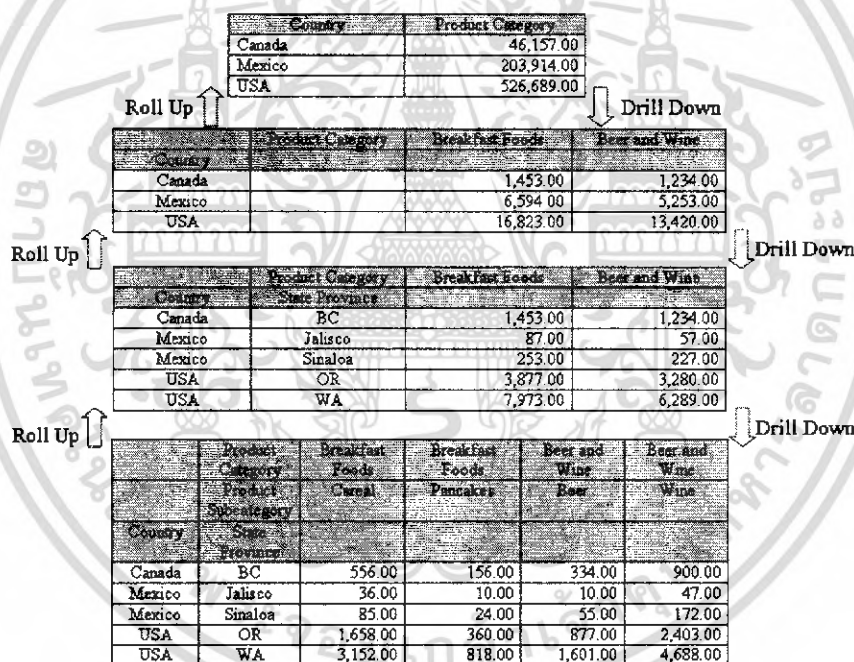 Country Product Category
Canada 46,157.00
Mexico 203,914.00
USA 526,689.00
Roll Up Drill Down
Product Category Breakfast Foods Beer and Wine
Country
Canada 1,453.00 1,234.00
Mexico 6,594.00 5,253.00
USA 16,823.00 13,420.00
Roll Up Drill Down
Product Category Breakfast Foods Beer and Wine
Country State Province
Canada BC 1,453.00 1,234.00
Mexico Jalisco 87.00 57.00
Mexico Sinaloa 253.00 227.00
USA OR 3,877.00 3,280.00
USA WA 7,973.00 6,289.00
Roll Up Drill Down
Product Category Breakfast Foods Breakfast Foods Beer and Wine Beer and Wine
Product Subcategory Cereal Pancakes Beer Wine
Country State Province
Canada BC 556.00 156.00 334.00 900.00
Mexico Jalisco 36.00 10.00 10.00 47.00
Mexico Sinaloa 85.00 24.00 55.00 172.00
USA OR 1,658.00 360.00 877.00 2,403.00
USA WA 3,152.00 818.00 1,601.00 4,688.00